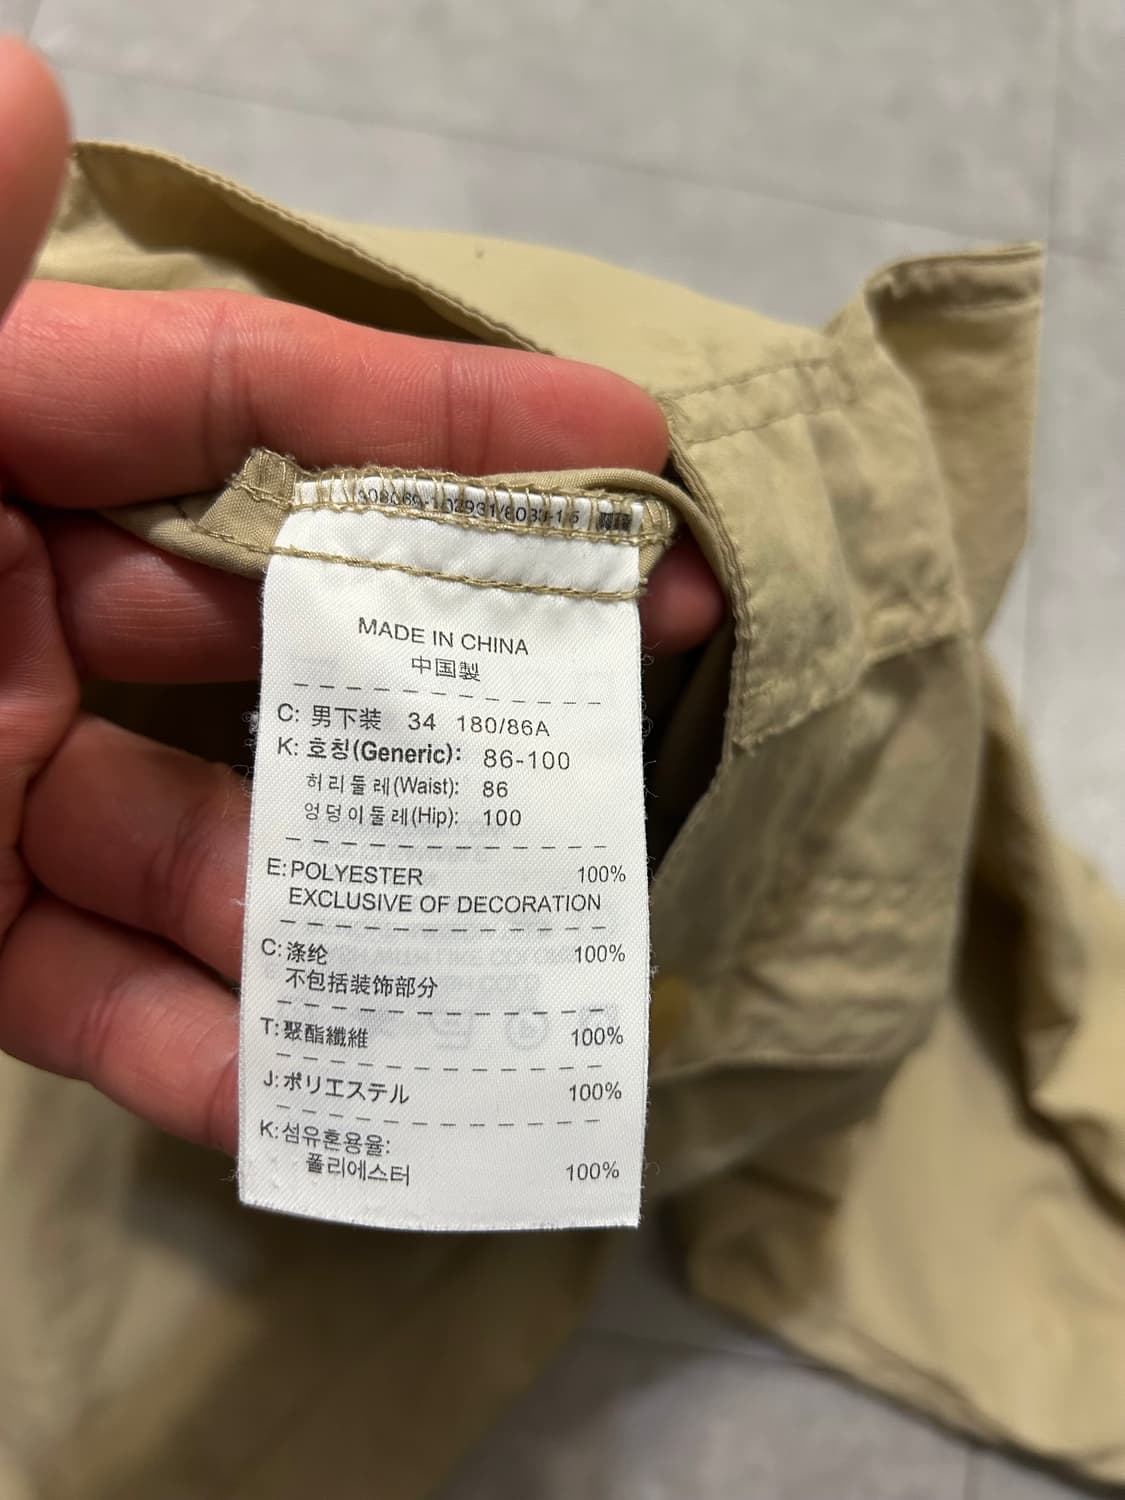 MADE IN CHINA
中国製
C: 男下装 34 180/86A
K: 호칭(Generic): 86-100
허리둘레(Waist): 86
엉덩이둘레(Hip): 100
E: POLYESTER 100%
EXCLUSIVE OF DECORATION
C: 涤纶 100%
不包括装饰部分
T: 聚酯纖維 100%
J: ポリエステル 100%
K: 섬유혼용율:
폴리에스터 100%